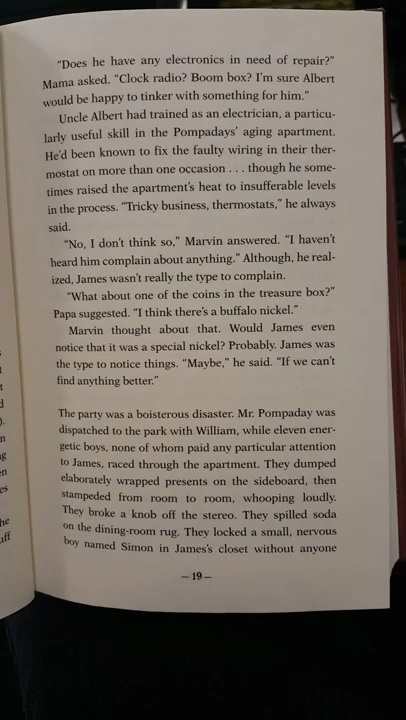 "Does he have any electronics in need of repair?"
Mama asked. "Clock radio? Boom box? I'm sure Albert
would be happy to tinker with something for him."
Uncle Albert had trained as an electrician, a particu-
larly useful skill in the Pompadays' aging apartment.
He'd been known to fix the faulty wiring in their ther-
mostat on more than one occasion . . . though he some-
times raised the apartment's heat to insufferable levels
in the process. "Tricky business, thermostats," he always
said.
"No, I don't think so," Marvin answered. "I haven't
heard him complain about anything." Although, he real-
ized, James wasn't really the type to complain.
"What about one of the coins in the treasure box?"
Papa suggested. "I think there's a buffalo nickel."
Marvin thought about that. Would James even
notice that it was a special nickel? Probably. James was
the type to notice things. "Maybe," he said. "If we can't
find anything better."
The party was a boisterous disaster. Mr. Pompaday was
dispatched to the park with William, while eleven ener-
getic boys, none of whom paid any particular attention
to James, raced through the apartment. They dumped
elaborately wrapped presents on the sideboard, then
stampeded from room to room, whooping loudly.
They broke a knob off the stereo. They spilled soda
on the dining-room rug. They locked a small, nervous
boy named Simon in James's closet without anyone
— 19 —